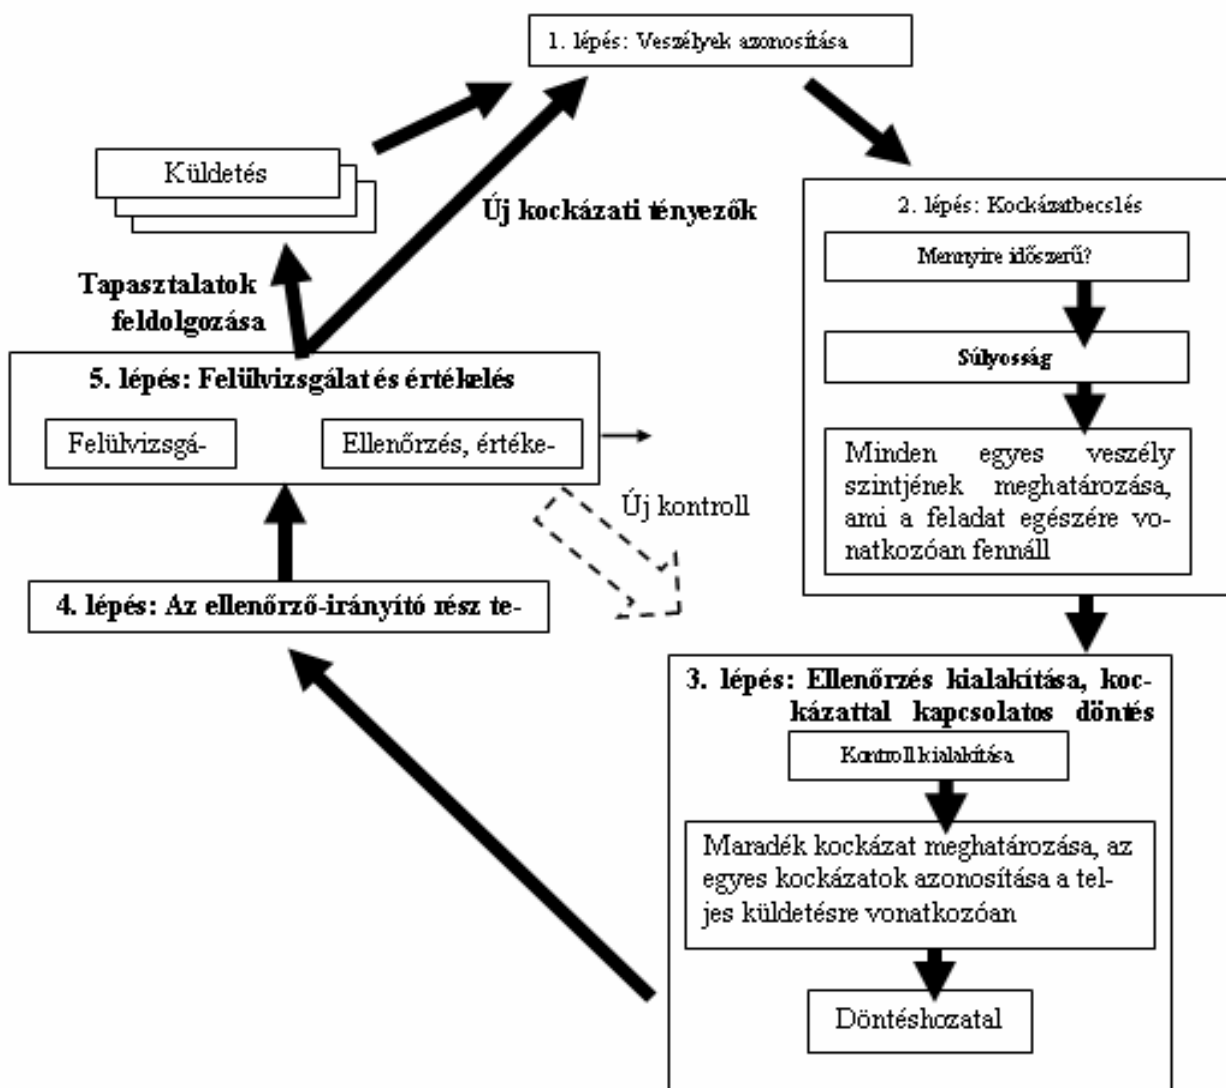 1. lépés: Veszélyek azonosítása
Küldetés
Új kockázati tényezők
Tapasztalatok
feldolgozása
2. lépés: Kockázatbecslés
Mennyire időszerű?
Súlyosság
Minden egyes veszély
szintjének meghatározása,
ami a feladat egészére vo-
natkozóan fennáll
5. lépés: Felülvizsgálat és értékelés
Felülvizsgá-
Ellenőrzés, értéke-
Új kontroll
4. lépés: Az ellenőrző-irányító rész te-
3. lépés: Ellenőrzés kialakítása, koc-
kázattal kapcsolatos döntés
Kontroll kialakítása
Maradék kockázat meghatározása, az
egyes kockázatok azonosítása a tel-
jes küldetésre vonatkozóan
Döntéshozatal